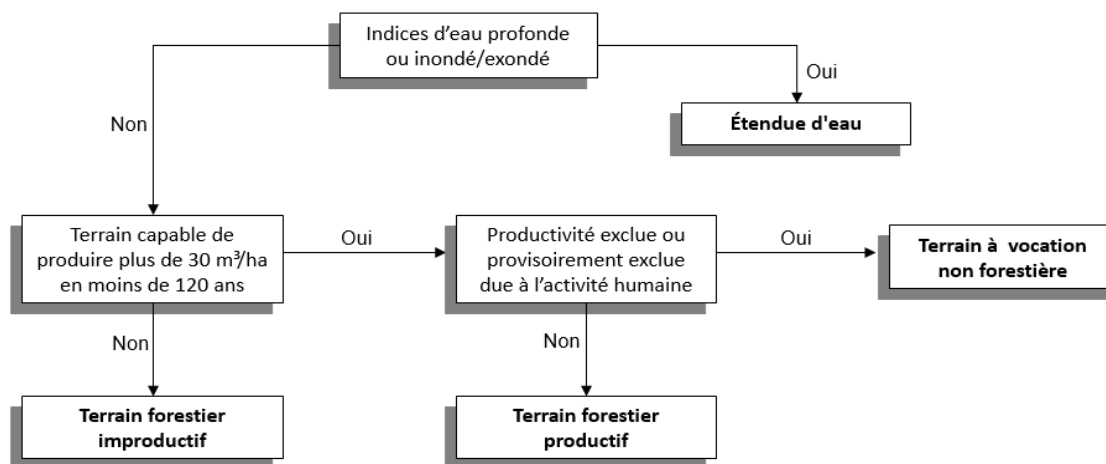 Indices d’eau profonde
ou inondé/exondé
Oui
Étendue d'eau
Non
Terrain capable de
produire plus de 30 m³/ha
en moins de 120 ans
Oui
Productivité exclue ou
provisoirement exclue
due à l’activité humaine
Oui
Terrain à vocation
non forestière
Non
Non
Terrain forestier
improductif
Terrain forestier
productif